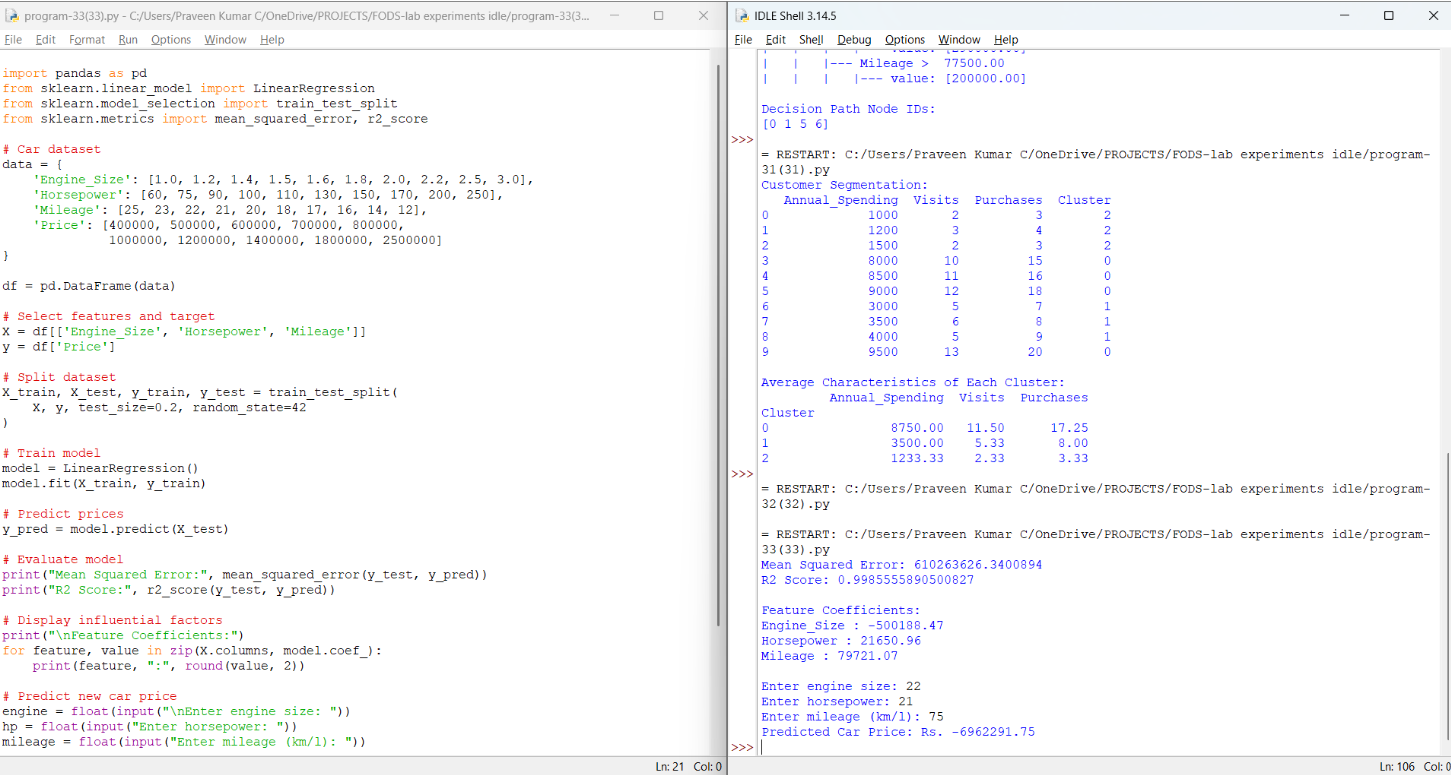 program-33(33).py - C:/Users/Praveen Kumar C/OneDrive/PROJECTS/FODS-lab experiments idle/program-33(3...
File Edit Format Run Options Window Help
import pandas as pd
from sklearn.linear_model import LinearRegression
from sklearn.model_selection import train_test_split
from sklearn.metrics import mean_squared_error, r2_score

# Car dataset
data = {
    'Engine_Size': [1.0, 1.2, 1.4, 1.5, 1.6, 1.8, 2.0, 2.2, 2.5, 3.0],
    'Horsepower': [60, 75, 90, 100, 110, 130, 150, 170, 200, 250],
    'Mileage': [25, 23, 22, 21, 20, 18, 17, 16, 14, 12],
    'Price': [400000, 500000, 600000, 700000, 800000,
              1000000, 1200000, 1400000, 1800000, 2500000]
}

df = pd.DataFrame(data)

# Select features and target
X = df[['Engine_Size', 'Horsepower', 'Mileage']]
y = df['Price']

# Split dataset
X_train, X_test, y_train, y_test = train_test_split(
    X, y, test_size=0.2, random_state=42
)

# Train model
model = LinearRegression()
model.fit(X_train, y_train)

# Predict prices
y_pred = model.predict(X_test)

# Evaluate model
print("Mean Squared Error:", mean_squared_error(y_test, y_pred))
print("R2 Score:", r2_score(y_test, y_pred))

# Display influential factors
print("\nFeature Coefficients:")
for feature, value in zip(X.columns, model.coef_):
    print(feature, ":", round(value, 2))

# Predict new car price
engine = float(input("\nEnter engine size: "))
hp = float(input("Enter horsepower: "))
mileage = float(input("Enter mileage (km/l): "))
Ln: 21 Col: 0
IDLE Shell 3.14.5
File Edit Shell Debug Options Window Help
|   |   |   |--- Mileage >  77500.00
|   |   |   |   |--- value: [200000.00]

Decision Path Node IDs:
[0 1 5 6]
>>>
= RESTART: C:/Users/Praveen Kumar C/OneDrive/PROJECTS/FODS-lab experiments idle/program-
31(31).py
Customer Segmentation:
   Annual_Spending  Visits  Purchases  Cluster
0             1000       2          3        2
1             1200       3          4        2
2             1500       2          3        2
3             8000      10         15        0
4             8500      11         16        0
5             9000      12         18        0
6             3000       5          7        1
7             3500       6          8        1
8             4000       5          9        1
9             9500      13         20        0

Average Characteristics of Each Cluster:
         Annual_Spending  Visits  Purchases
Cluster
0                8750.00   11.50      17.25
1                3500.00    5.33       8.00
2                1233.33    2.33       3.33
>>>
= RESTART: C:/Users/Praveen Kumar C/OneDrive/PROJECTS/FODS-lab experiments idle/program-
32(32).py

= RESTART: C:/Users/Praveen Kumar C/OneDrive/PROJECTS/FODS-lab experiments idle/program-
33(33).py
Mean Squared Error: 610263626.3400894
R2 Score: 0.9985555890500827

Feature Coefficients:
Engine_Size : -500188.47
Horsepower : 21650.96
Mileage : 79721.07

Enter engine size: 22
Enter horsepower: 21
Enter mileage (km/l): 75
Predicted Car Price: Rs. -6962291.75
>>>
Ln: 106 Col: 0